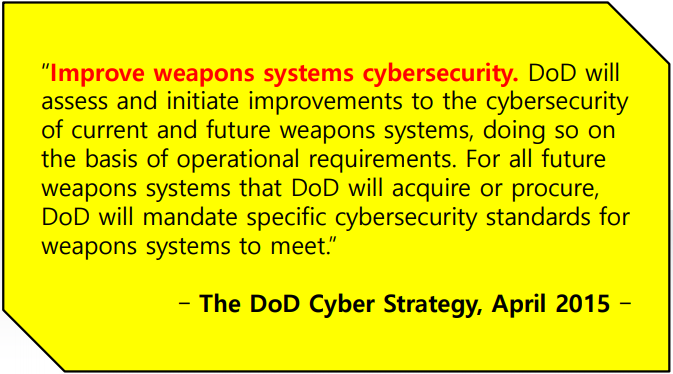 "Improve weapons systems cybersecurity. DoD will
assess and initiate improvements to the cybersecurity
of current and future weapons systems, doing so on
the basis of operational requirements. For all future
weapons systems that DoD will acquire or procure,
DoD will mandate specific cybersecurity standards for
weapons systems to meet."
– The DoD Cyber Strategy, April 2015 –